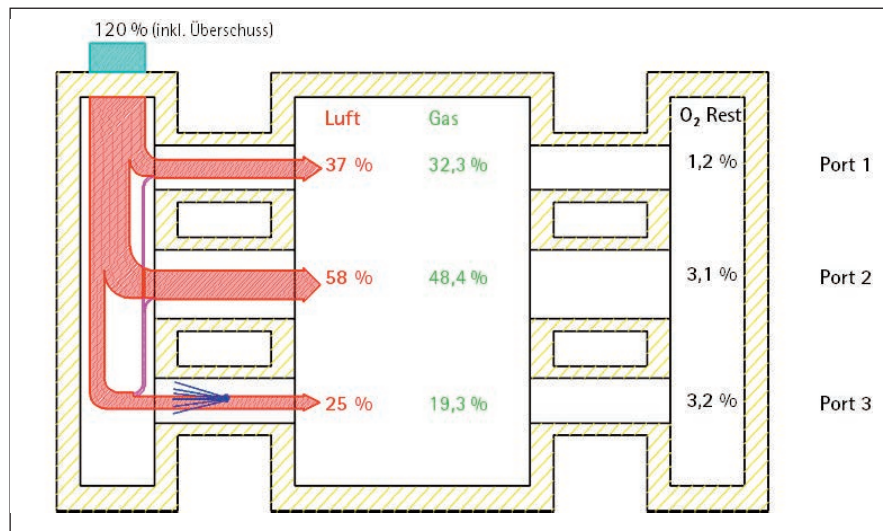 120 % (inkl. Überschuss)
Luft Gas O₂ Rest
37 % 32,3 % 1,2 % Port 1
58 % 48,4 % 3,1 % Port 2
25 % 19,3 % 3,2 % Port 3